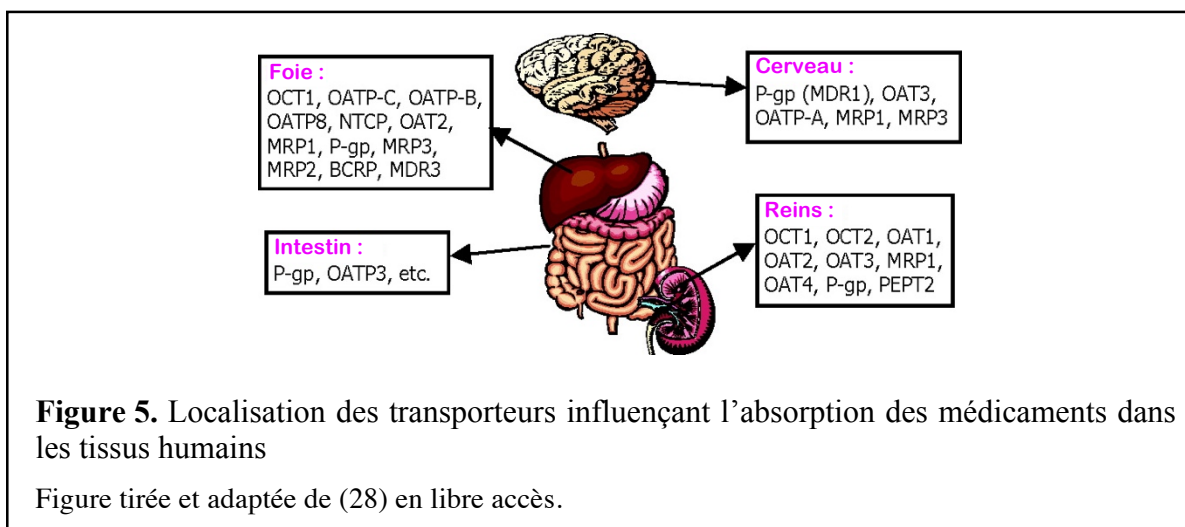 Foie :
OCT1, OATP-C, OATP-B,
OATP8, NTCP, OAT2,
MRP1, P-gp, MRP3,
MRP2, BCRP, MDR3
Cerveau :
P-gp (MDR1), OAT3,
OATP-A, MRP1, MRP3
Intestin :
P-gp, OATP3, etc.
Reins :
OCT1, OCT2, OAT1,
OAT2, OAT3, MRP1,
OAT4, P-gp, PEPT2
Figure 5. Localisation des transporteurs influençant l’absorption des médicaments dans
les tissus humains
Figure tirée et adaptée de (28) en libre accès.